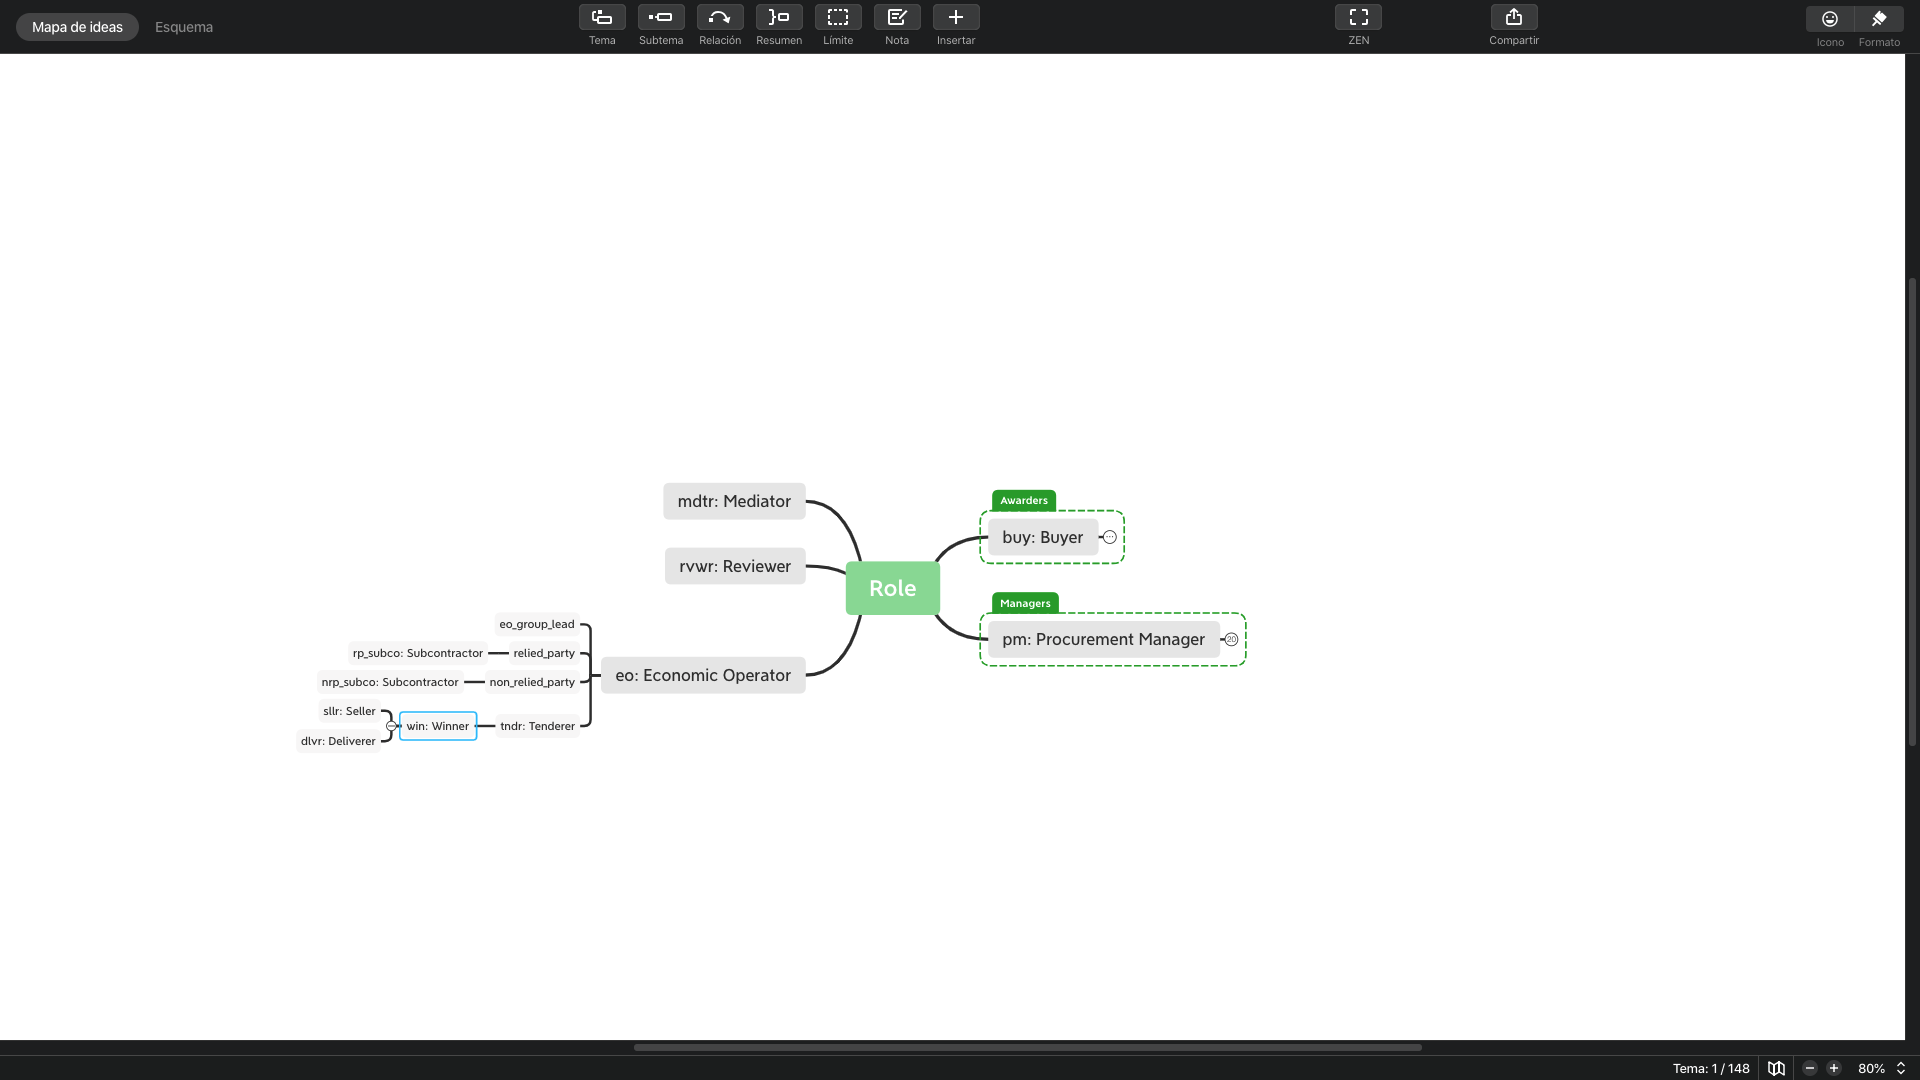 Mapa de ideas
Esquema
Tema
Subtema
Relación
Resumen
Límite
Nota
Insertar
ZEN
Compartir
Icono
Formato
mdtr: Mediator
rvwr: Reviewer
Role
Awarders
buy: Buyer
Managers
pm: Procurement Manager
20
eo: Economic Operator
eo_group_lead
relied_party
rp_subco: Subcontractor
non_relied_party
nrp_subco: Subcontractor
tndr: Tenderer
win: Winner
sllr: Seller
dlvr: Deliverer
Tema: 1 / 148
80%